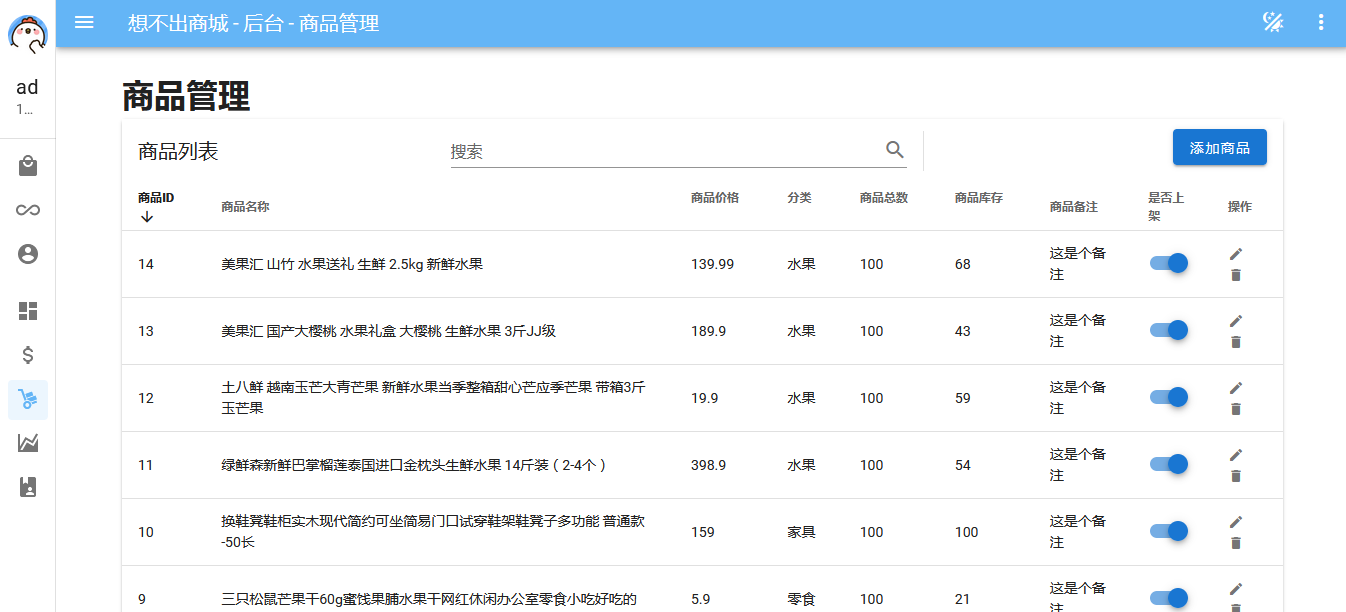 想不出商城 - 后台 - 商品管理
ad
1...
商品管理
商品列表
搜索
添加商品
商品ID
商品名称
商品价格
分类
商品总数
商品库存
商品备注
是否上
架
操作
14
美果汇 山竹 水果送礼 生鲜 2.5kg 新鲜水果
139.99
水果
100
68
这是个备
注
13
美果汇 国产大樱桃 水果礼盒 大樱桃 生鲜水果 3斤JJ级
189.9
水果
100
43
这是个备
注
12
土八鲜 越南玉芒大青芒果 新鲜水果当季整箱甜心芒应季芒果 带箱3斤
玉芒果
19.9
水果
100
59
这是个备
注
11
绿鲜森新鲜巴掌榴莲泰国进口金枕头生鲜水果 14斤装（2-4个）
398.9
水果
100
54
这是个备
注
10
换鞋凳鞋柜实木现代简约可坐简易门口试穿鞋架鞋凳子多功能 普通款
-50长
159
家具
100
100
这是个备
注
9
三只松鼠芒果干60g蜜饯果脯水果干网红休闲办公室零食小吃好吃的
5.9
零食
100
21
这是个备
注